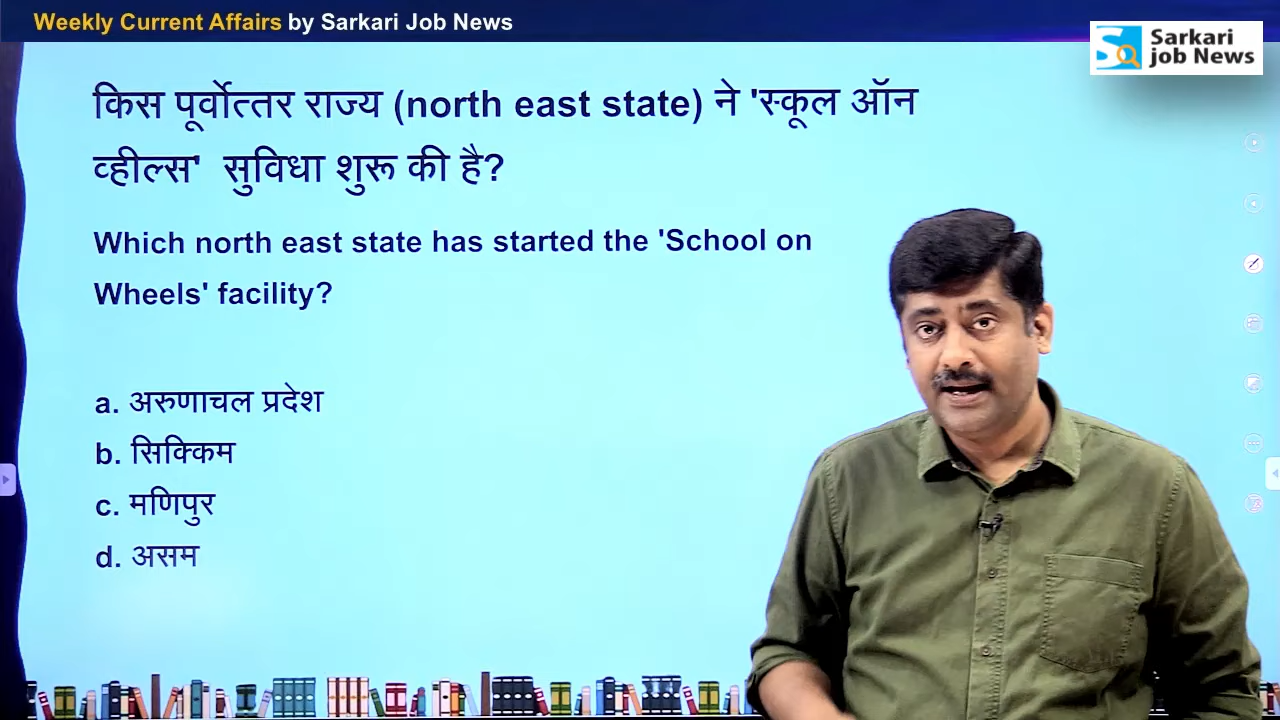 Weekly Current Affairs by Sarkari Job News
Sarkari
job News
किस पूर्वोत्तर राज्य (north east state) ने 'स्कूल ऑन
व्हील्स' सुविधा शुरू की है?
Which north east state has started the 'School on
Wheels' facility?
a. अरुणाचल प्रदेश
b. सिक्किम
c. मणिपुर
d. असम